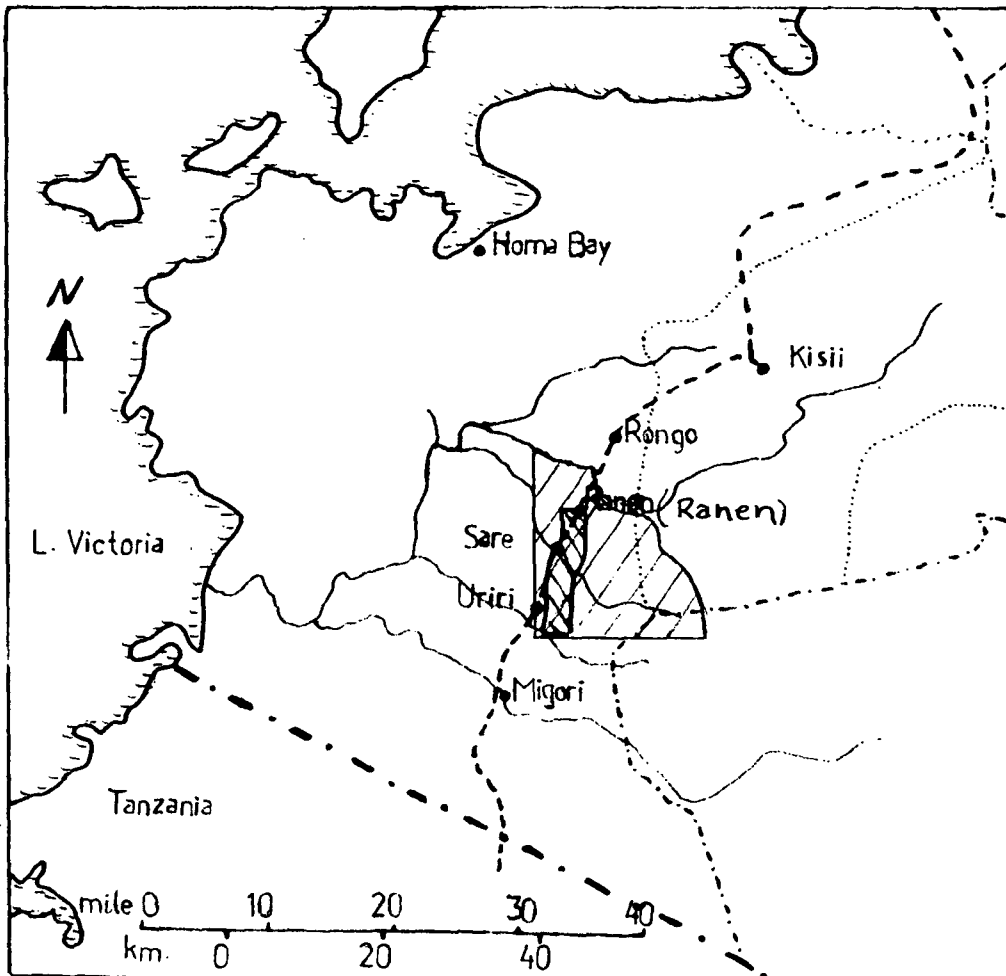 Homa Bay
N
Kisii
Rongo
Ranen (Ranen)
Sare
L. Victoria
Uriri
Migori
Tanzania
mile 0 10 20 30 40
km. 0 20 40